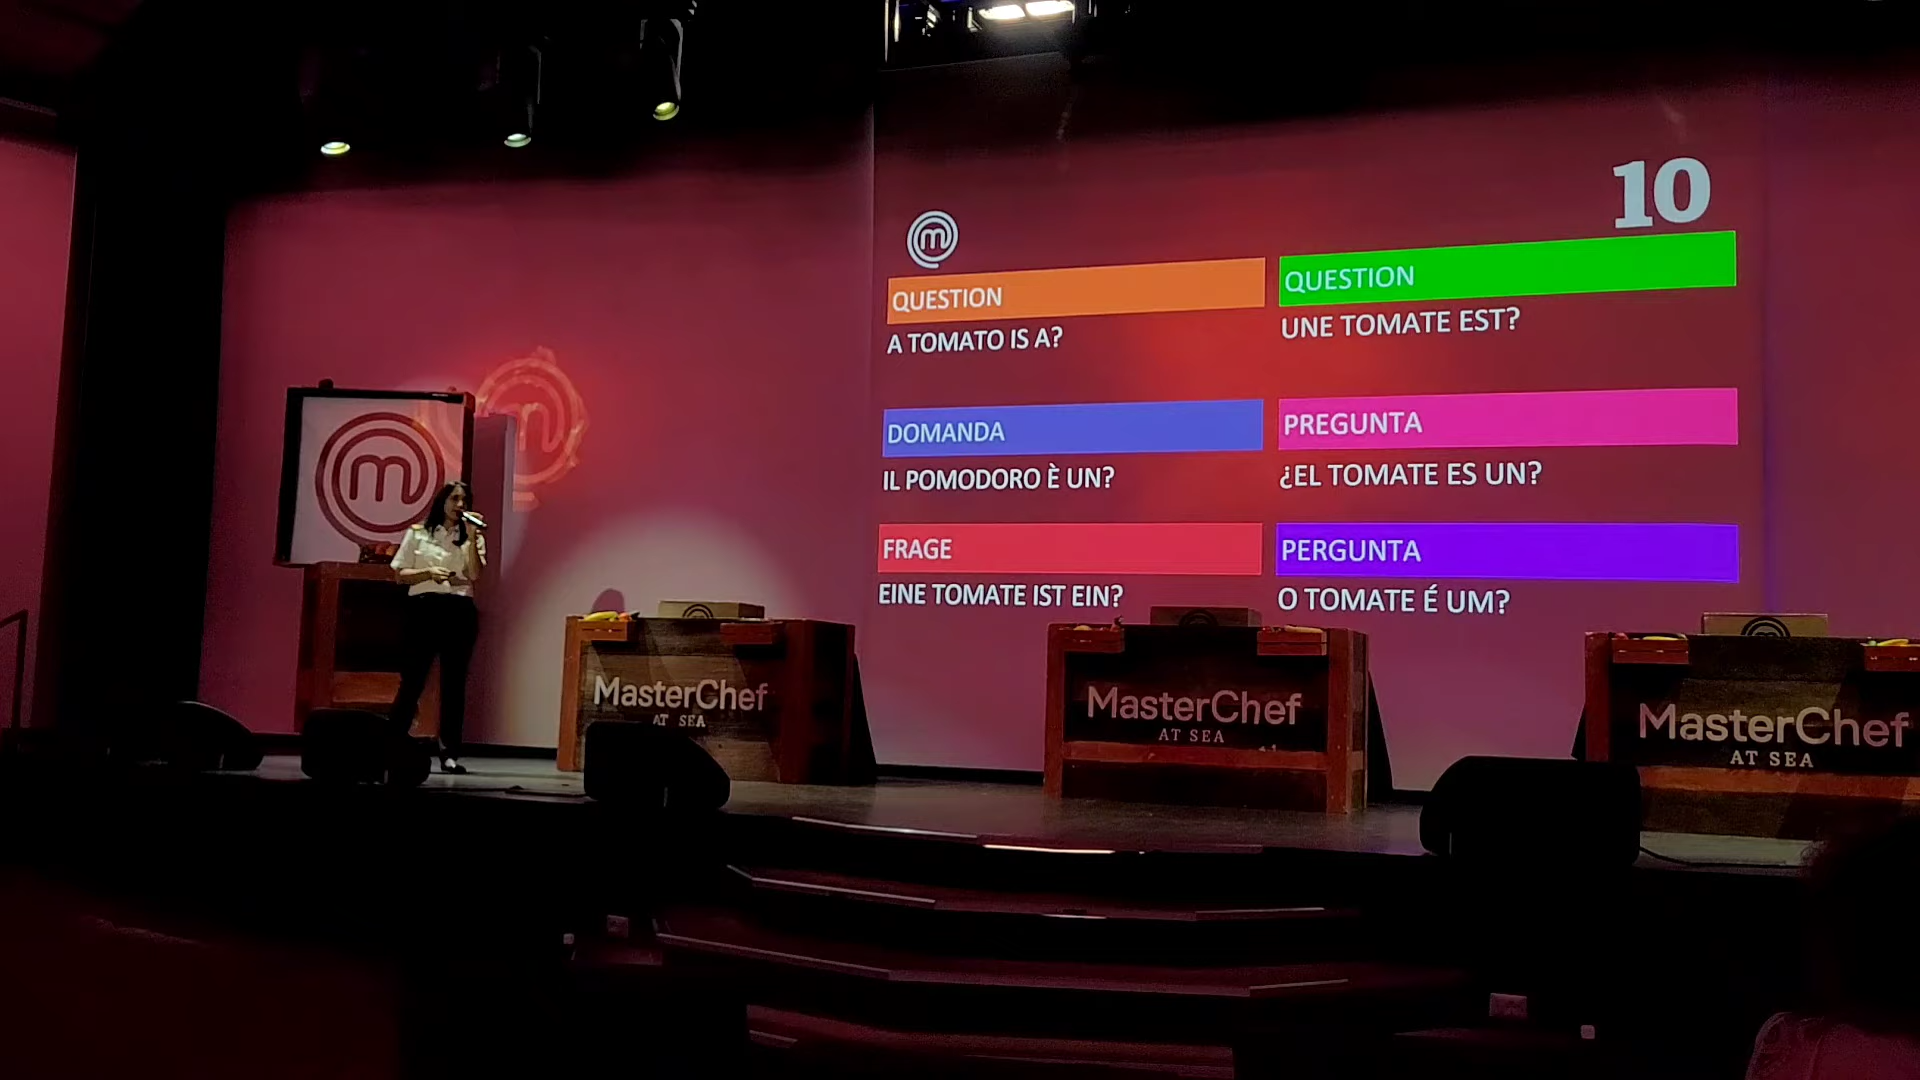 10
QUESTION
A TOMATO IS A?
QUESTION
UNE TOMATE EST?
DOMANDA
IL POMODORO È UN?
PREGUNTA
¿EL TOMATE ES UN?
FRAGE
EINE TOMATE IST EIN?
PERGUNTA
O TOMATE É UM?
m
m
m
MasterChef
AT SEA
MasterChef
AT SEA
MasterChef
AT SEA